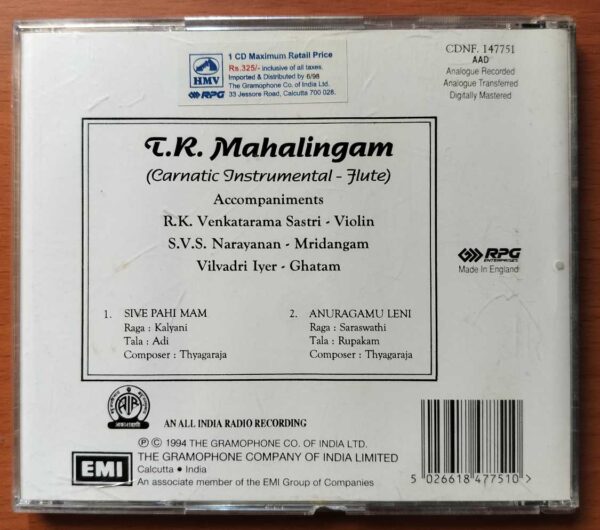 HMV
1 CD Maximum Retail Price
Rs.325/- inclusive of all taxes.
Imported & Distributed by 6/98
The Gramophone Co. of India Ltd.
RPG 33 Jessore Road, Calcutta 700 028.
CDNF. 147751
AAD
Analogue Recorded
Analogue Transferred
Digitally Mastered
T.R. Mahalingam
(Carnatic Instrumental - Flute)
Accompaniments
R.K. Venkatarama Sastri - Violin
S.V.S. Narayanan - Mridangam
Vilvadri Iyer - Ghatam
RPG
ENTERPRISES
Made In England
1. SIVE PAHI MAM
Raga : Kalyani
Tala : Adi
Composer : Thyagaraja
2. ANURAGAMU LENI
Raga : Saraswathi
Tala : Rupakam
Composer : Thyagaraja
AIR
AN ALL INDIA RADIO RECORDING
℗ © 1994 THE GRAMOPHONE CO. OF INDIA LTD.
THE GRAMOPHONE COMPANY OF INDIA LIMITED
EMI
Calcutta • India
An associate member of the EMI Group of Companies
5 026618 477510 >